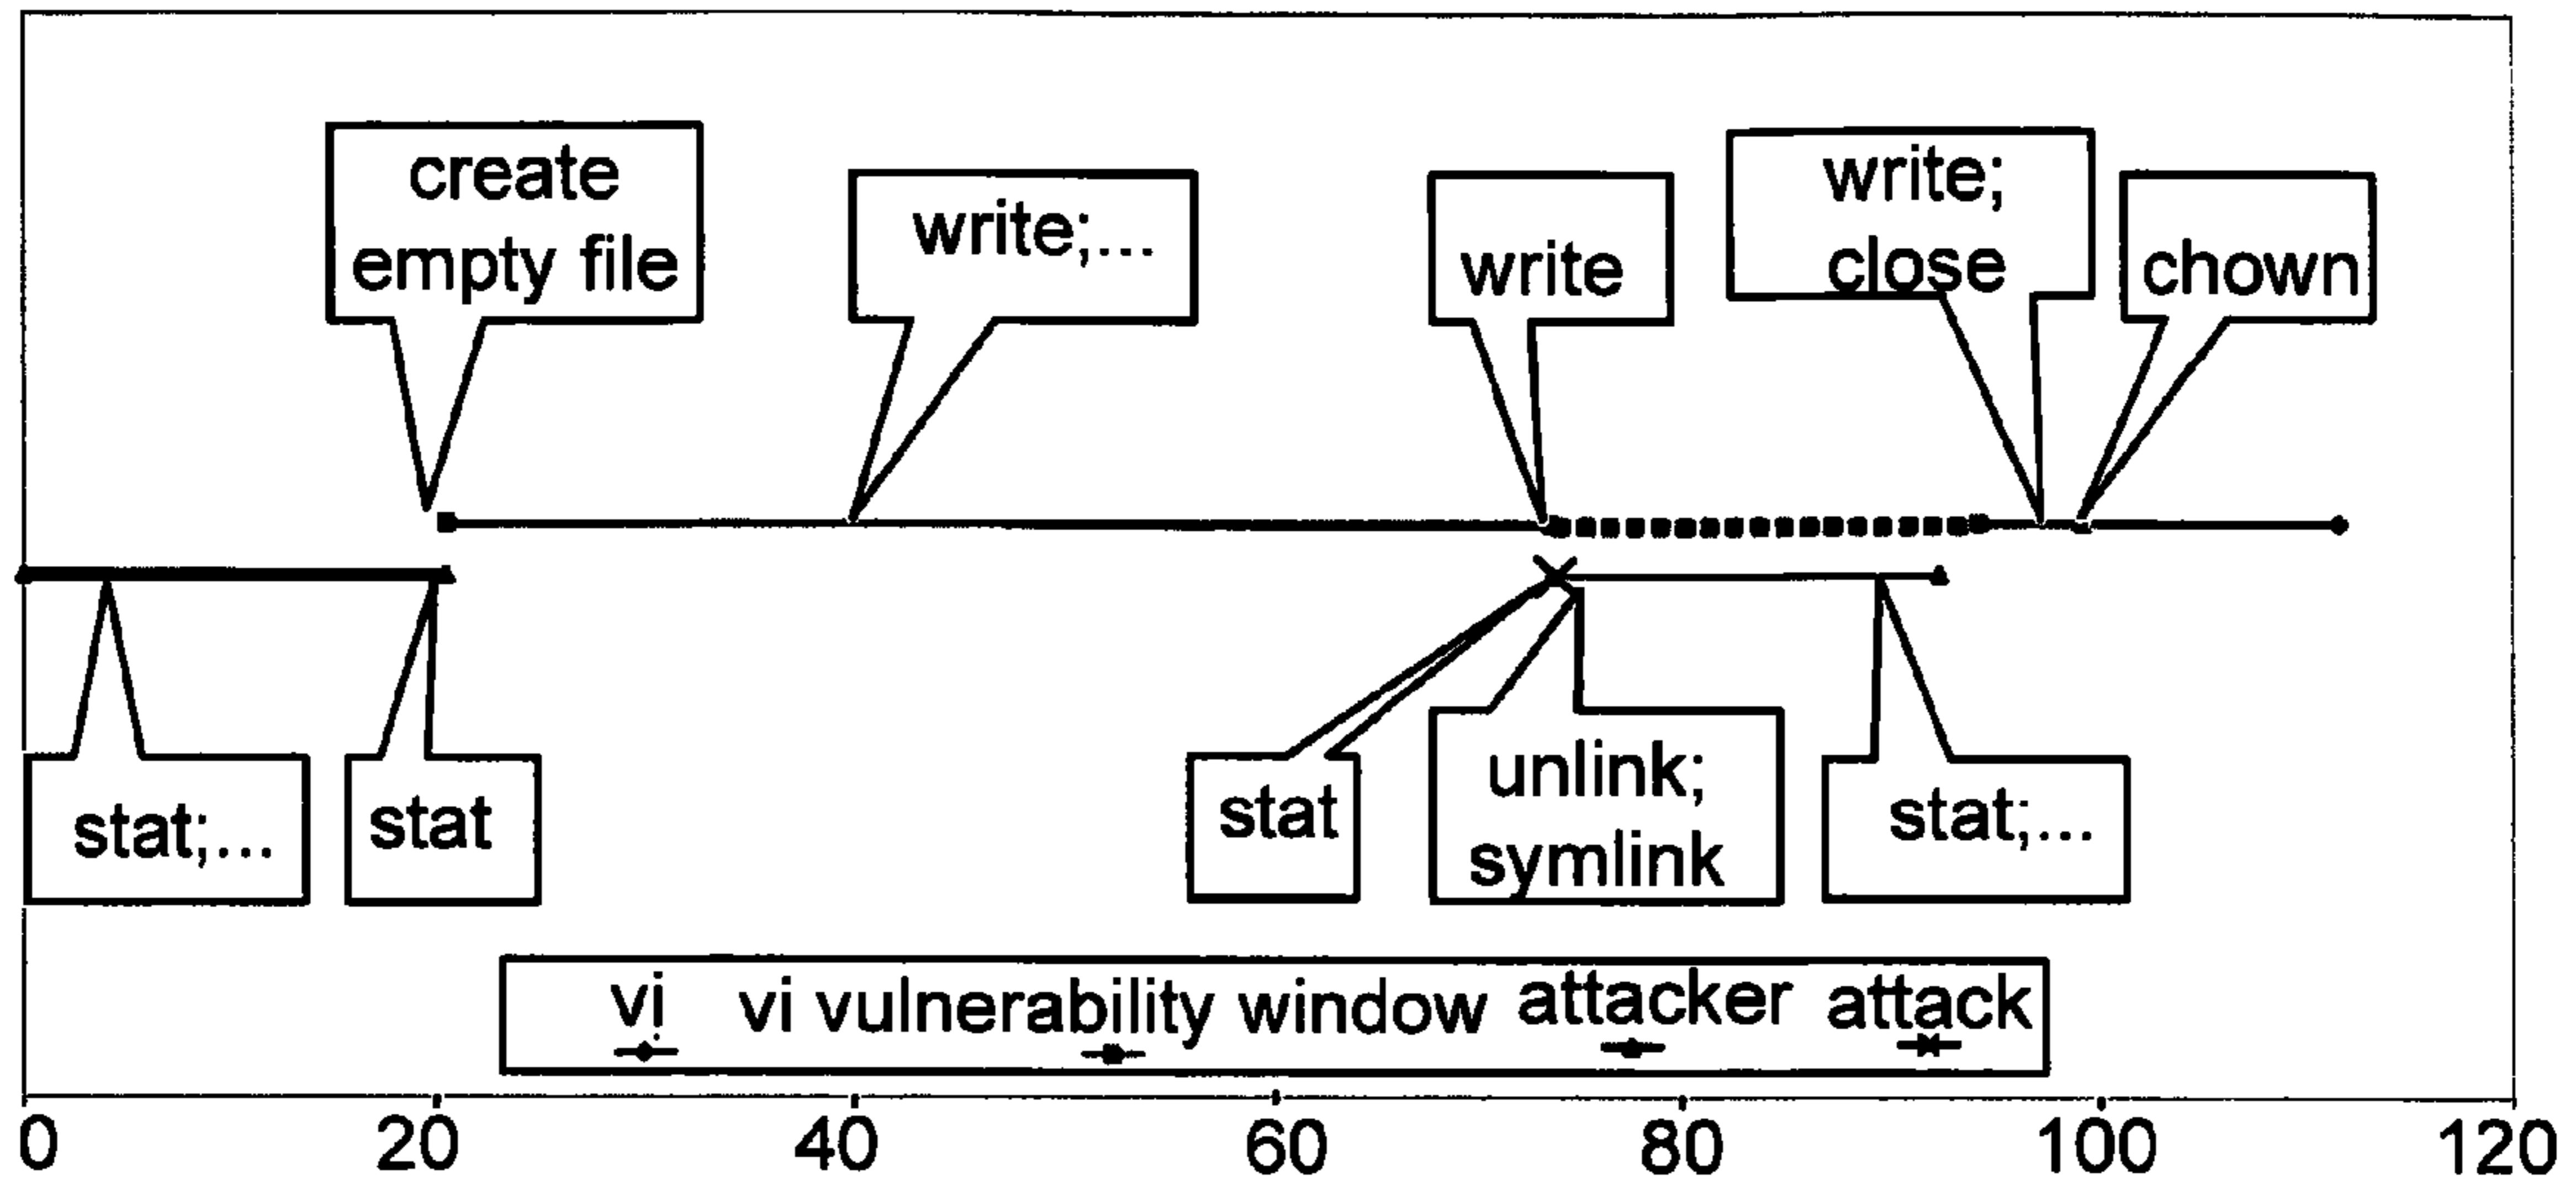 create
empty file
write;...
write
write;
close
chown
stat;...
stat
stat
unlink;
symlink
stat;...
vi vi vulnerability window attacker attack
0 20 40 60 80 100 120